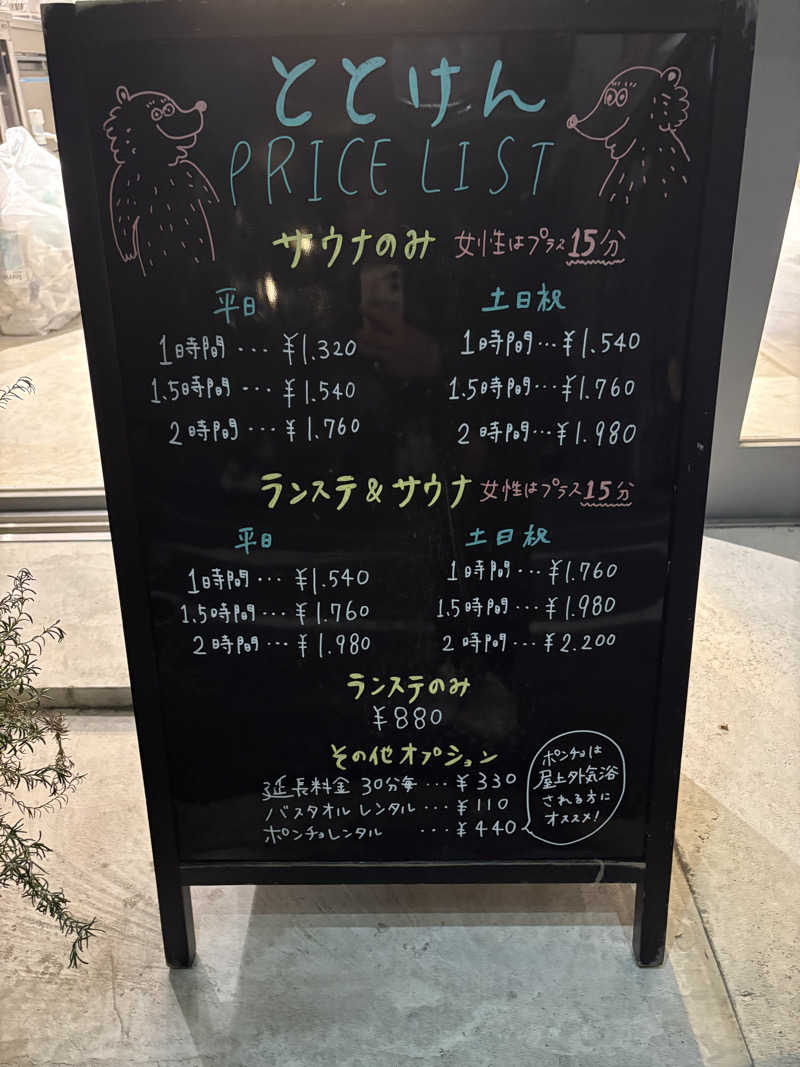 ととけん
PRICE LIST
サウナのみ 女性はプラス15分
平日
1時間 ･･･ ¥1.320
1.5時間 ･･･ ¥1.540
2時間 ･･･ ¥1.760
土日祝
1時間 ･･･ ¥1.540
1.5時間 ･･･ ¥1.760
2時間 ･･･ ¥1.980
ランステ&サウナ 女性はプラス15分
平日
1時間 ･･･ ¥1.540
1.5時間 ･･･ ¥1.760
2時間 ･･･ ¥1.980
土日祝
1時間 ･･･ ¥1.760
1.5時間 ･･･ ¥1.980
2時間 ･･･ ¥2.200
ランステのみ
¥880
その他オプション
延長料金 30分毎 ･･･ ¥330
バスタオルレンタル ･･･ ¥110
ポンチョレンタル ･･･ ¥440
ポンチョは
屋上外気浴
される方に
オススメ!